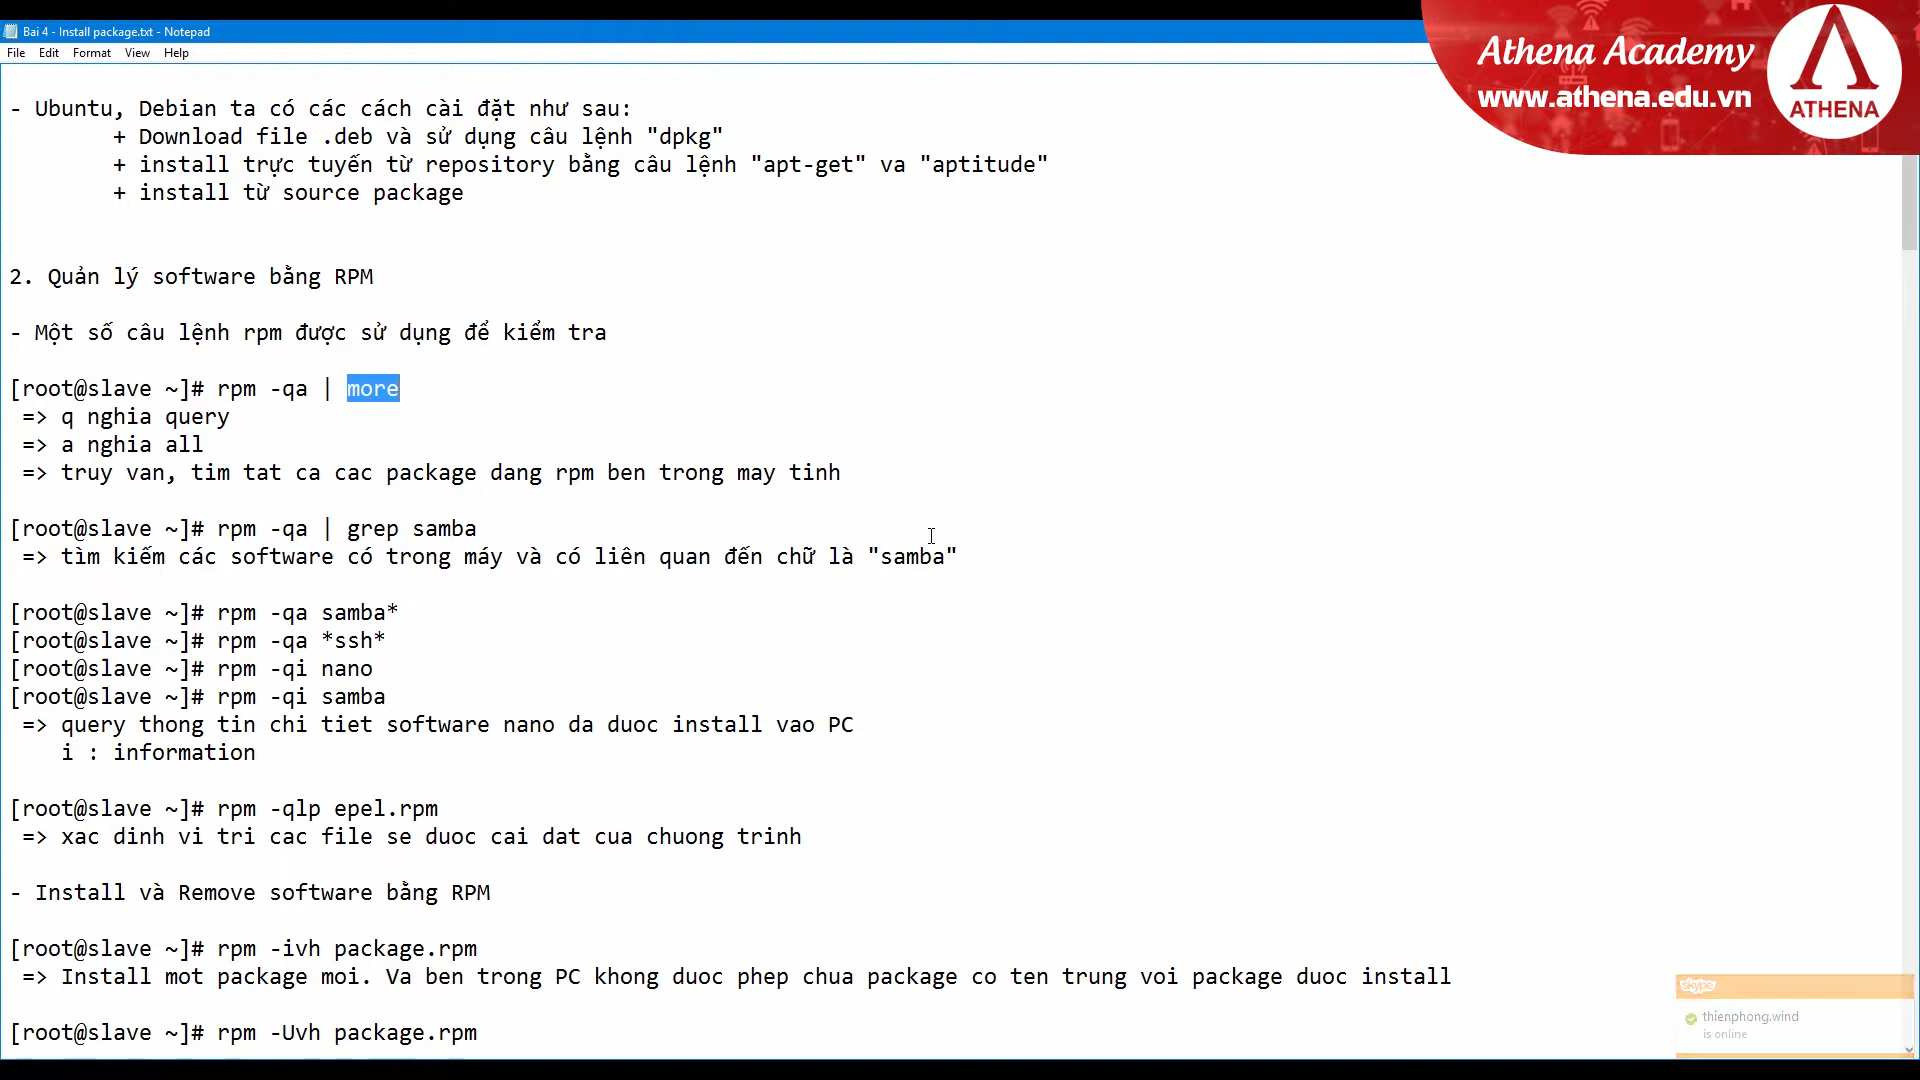 Bai 4 - Install package.txt - Notepad
File Edit Format View Help
Athena Academy
www.athena.edu.vn
ATHENA
- Ubuntu, Debian ta có các cách cài đặt như sau:
+ Download file .deb và sử dụng câu lệnh "dpkg"
+ install trực tuyến từ repository bằng câu lệnh "apt-get" va "aptitude"
+ install từ source package
2. Quản lý software bằng RPM
- Một số câu lệnh rpm được sử dụng để kiểm tra
[root@slave ~]# rpm -qa | more
=> q nghia query
=> a nghia all
=> truy van, tim tat ca cac package dang rpm ben trong may tinh
[root@slave ~]# rpm -qa | grep samba
=> tìm kiếm các software có trong máy và có liên quan đến chữ là "samba"
[root@slave ~]# rpm -qa samba*
[root@slave ~]# rpm -qa *ssh*
[root@slave ~]# rpm -qi nano
[root@slave ~]# rpm -qi samba
=> query thong tin chi tiet software nano da duoc install vao PC
i : information
[root@slave ~]# rpm -qlp epel.rpm
=> xac dinh vi tri cac file se duoc cai dat cua chuong trinh
- Install và Remove software bằng RPM
[root@slave ~]# rpm -ivh package.rpm
=> Install mot package moi. Va ben trong PC khong duoc phep chua package co ten trung voi package duoc install
[root@slave ~]# rpm -Uvh package.rpm
skype
thienphong.wind
is online